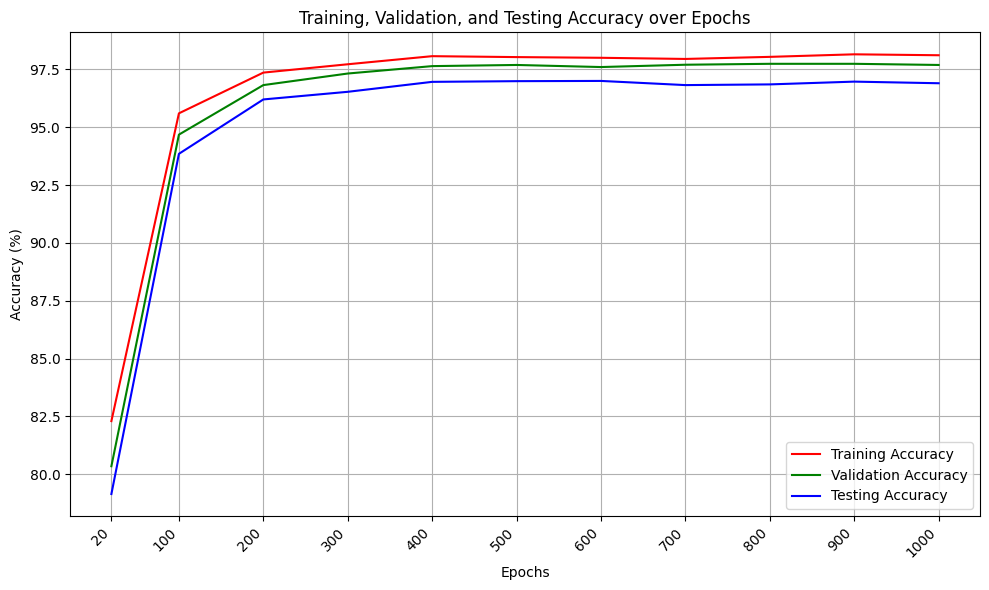 Training, Validation, and Testing Accuracy over Epochs
Accuracy (%)
97.5
95.0
92.5
90.0
87.5
85.0
82.5
80.0
Training Accuracy
Validation Accuracy
Testing Accuracy
20 100 200 300 400 500 600 700 800 900 1000
Epochs